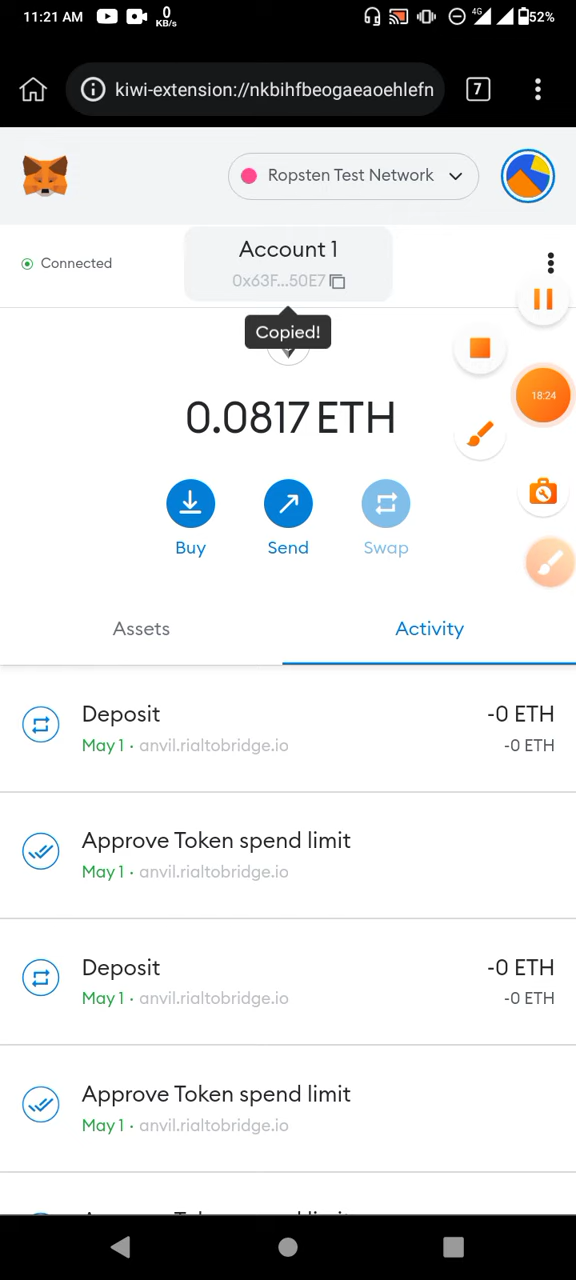 11:21 AM 0 KB/s 4G 52%
kiwi-extension://nkbihfbeogaeaoehlefn 7
Ropsten Test Network
Account 1
Connected
0x63F...50E7
Copied!
18:24
0.0817 ETH
Buy Send Swap
Assets Activity
Deposit -0 ETH
May 1 · anvil.rialtobridge.io -0 ETH
Approve Token spend limit
May 1 · anvil.rialtobridge.io
Deposit -0 ETH
May 1 · anvil.rialtobridge.io -0 ETH
Approve Token spend limit
May 1 · anvil.rialtobridge.io